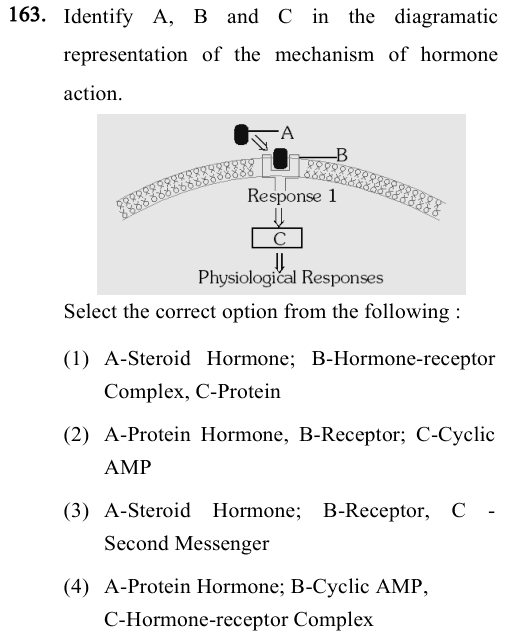 163. Identify A, B and C in the diagramatic
representation of the mechanism of hormone
action.
A
B
Response 1
C
Physiological Responses
Select the correct option from the following :
(1) A-Steroid Hormone; B-Hormone-receptor
Complex, C-Protein
(2) A-Protein Hormone, B-Receptor; C-Cyclic
AMP
(3) A-Steroid Hormone; B-Receptor, C -
Second Messenger
(4) A-Protein Hormone; B-Cyclic AMP,
C-Hormone-receptor Complex